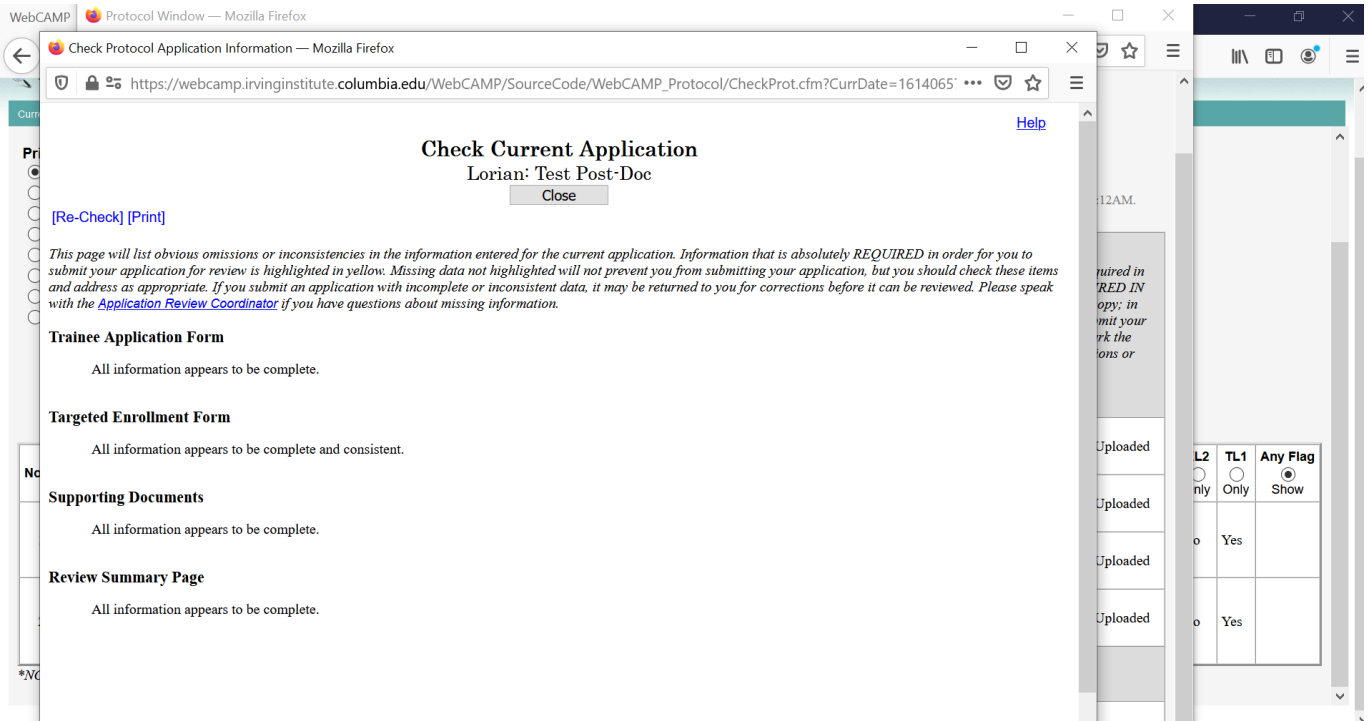 WebCAMP
Protocol Window — Mozilla Firefox
Check Protocol Application Information — Mozilla Firefox
https://webcamp.irvinginstitute.columbia.edu/WebCAMP/SourceCode/WebCAMP_Protocol/CheckProt.cfm?CurrDate=1614065
Help
Check Current Application
Lorian: Test Post-Doc
Close
[Re-Check] [Print]
This page will list obvious omissions or inconsistencies in the information entered for the current application. Information that is absolutely REQUIRED in order for you to
submit your application for review is highlighted in yellow. Missing data not highlighted will not prevent you from submitting your application, but you should check these items
and address as appropriate. If you submit an application with incomplete or inconsistent data, it may be returned to you for corrections before it can be reviewed. Please speak
with the Application Review Coordinator if you have questions about missing information.
Trainee Application Form
All information appears to be complete.
Targeted Enrollment Form
All information appears to be complete and consistent.
Supporting Documents
All information appears to be complete.
Review Summary Page
All information appears to be complete.
Curr
Pri
No
*NO
:12AM.
quired in
IRED IN
opy; in
mit your
rk the
ions or
Uploaded
Uploaded
Uploaded
Uploaded
L2 TL1 Any Flag
nly Only Show
o Yes
o Yes